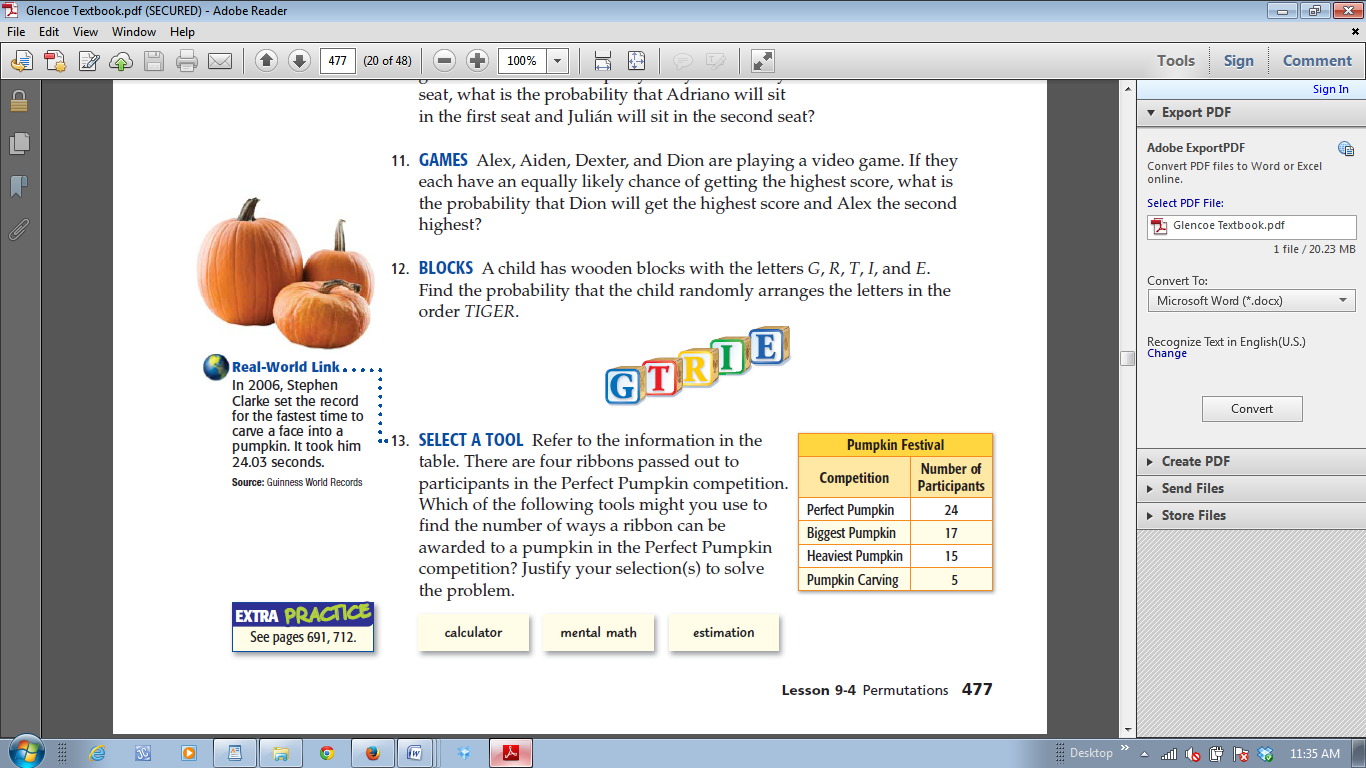 Glencoe Textbook.pdf (SECURED) - Adobe Reader
File Edit View Window Help
477 (20 of 48) 100% Tools Sign Comment
Sign In
seat, what is the probability that Adriano will sit
in the first seat and Julián will sit in the second seat?
11. GAMES Alex, Aiden, Dexter, and Dion are playing a video game. If they
each have an equally likely chance of getting the highest score, what is
the probability that Dion will get the highest score and Alex the second
highest?
12. BLOCKS A child has wooden blocks with the letters G, R, T, I, and E.
Find the probability that the child randomly arranges the letters in the
order TIGER.
G T R I E
Real-World Link
In 2006, Stephen
Clarke set the record
for the fastest time to
carve a face into a
pumpkin. It took him
24.03 seconds.
Source: Guinness World Records
13. SELECT A TOOL Refer to the information in the
table. There are four ribbons passed out to
participants in the Perfect Pumpkin competition.
Which of the following tools might you use to
find the number of ways a ribbon can be
awarded to a pumpkin in the Perfect Pumpkin
competition? Justify your selection(s) to solve
the problem.
Pumpkin Festival
Competition Number of
Participants
Perfect Pumpkin 24
Biggest Pumpkin 17
Heaviest Pumpkin 15
Pumpkin Carving 5
EXTRA PRACTICE
See pages 691, 712.
calculator mental math estimation
Lesson 9-4 Permutations 477
Export PDF
Adobe ExportPDF
Convert PDF files to Word or Excel
online.
Select PDF File:
Glencoe Textbook.pdf
1 file / 20.23 MB
Convert To:
Microsoft Word (*.docx)
Recognize Text in English(U.S.)
Change
Convert
Create PDF
Send Files
Store Files
Desktop » 11:35 AM